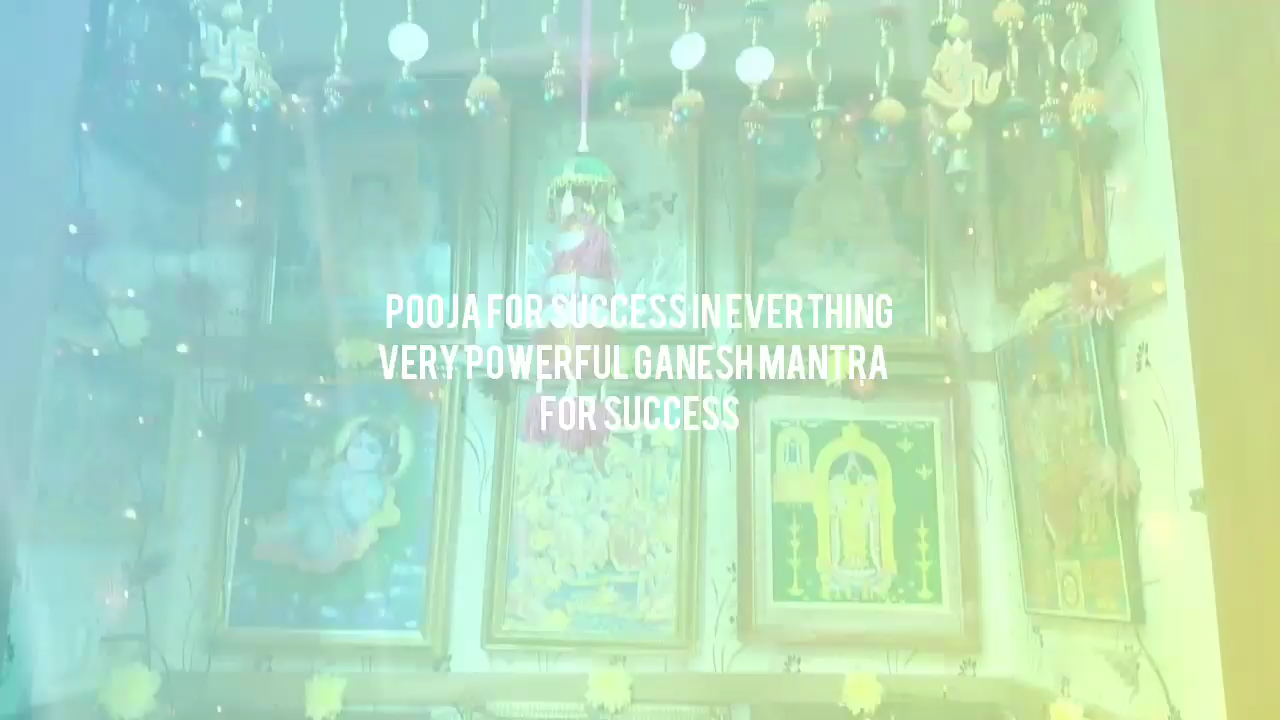 POOJA FOR SUCCESS IN EVERTHING
VERY POWERFUL GANESH MANTRA
FOR SUCCESS